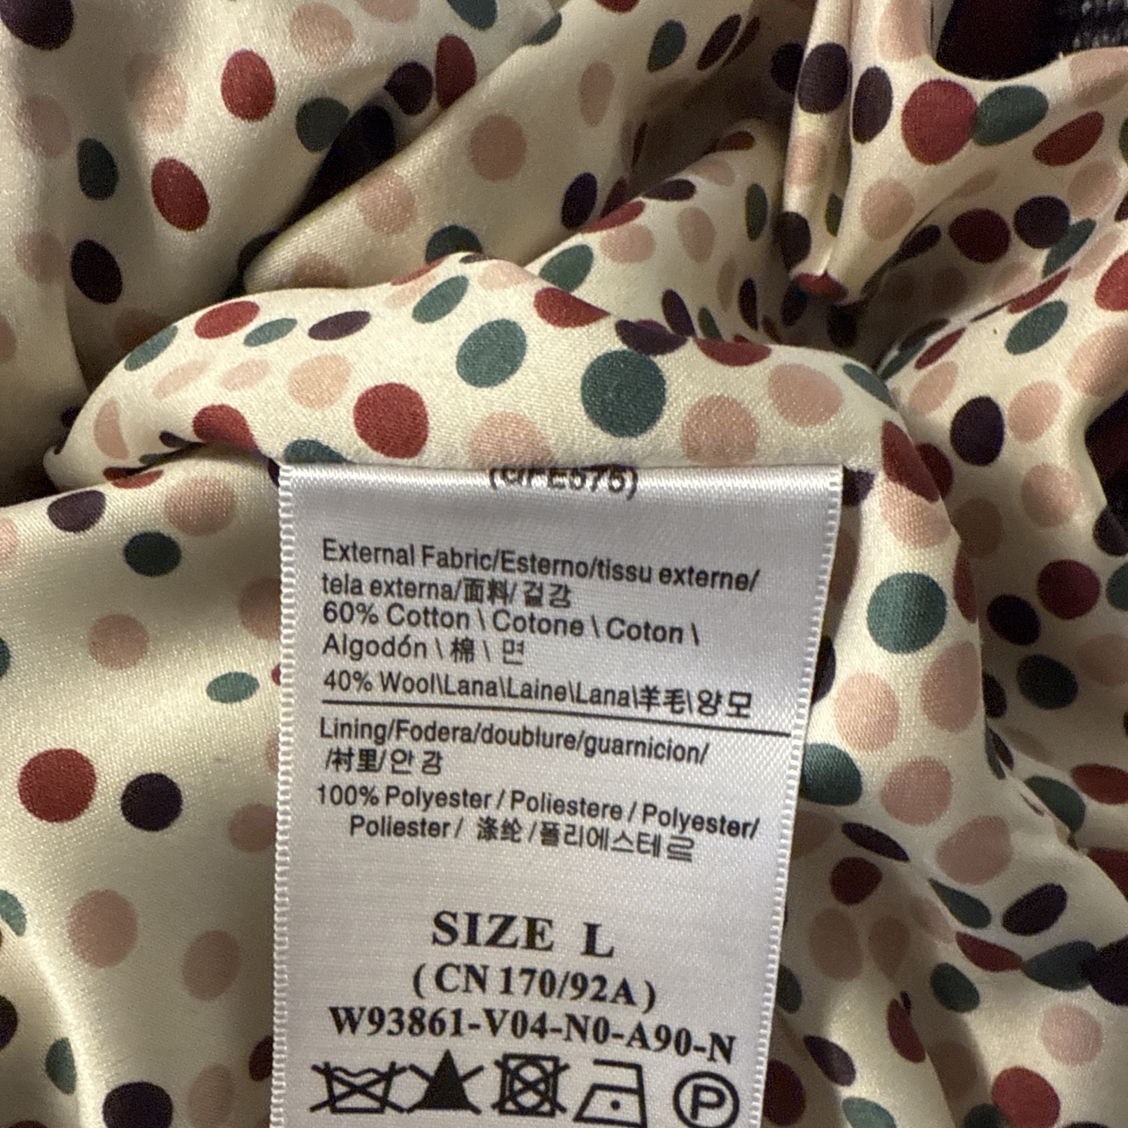 External Fabric/Esterno/tissu externe/
tela externa/面料/걸감
60% Cotton \ Cotone \ Coton \
Algodón \ 棉 \ 면
40% Wool\Lana\Laine\Lana\羊毛\양모
Lining/Fodera/doublure/guarnicion/
/村里/안감
100% Polyester / Poliestere / Polyester/
Poliester / 涤纶 /폴리에스테르
SIZE L
( CN 170/92A )
W93861-V04-N0-A90-N
P